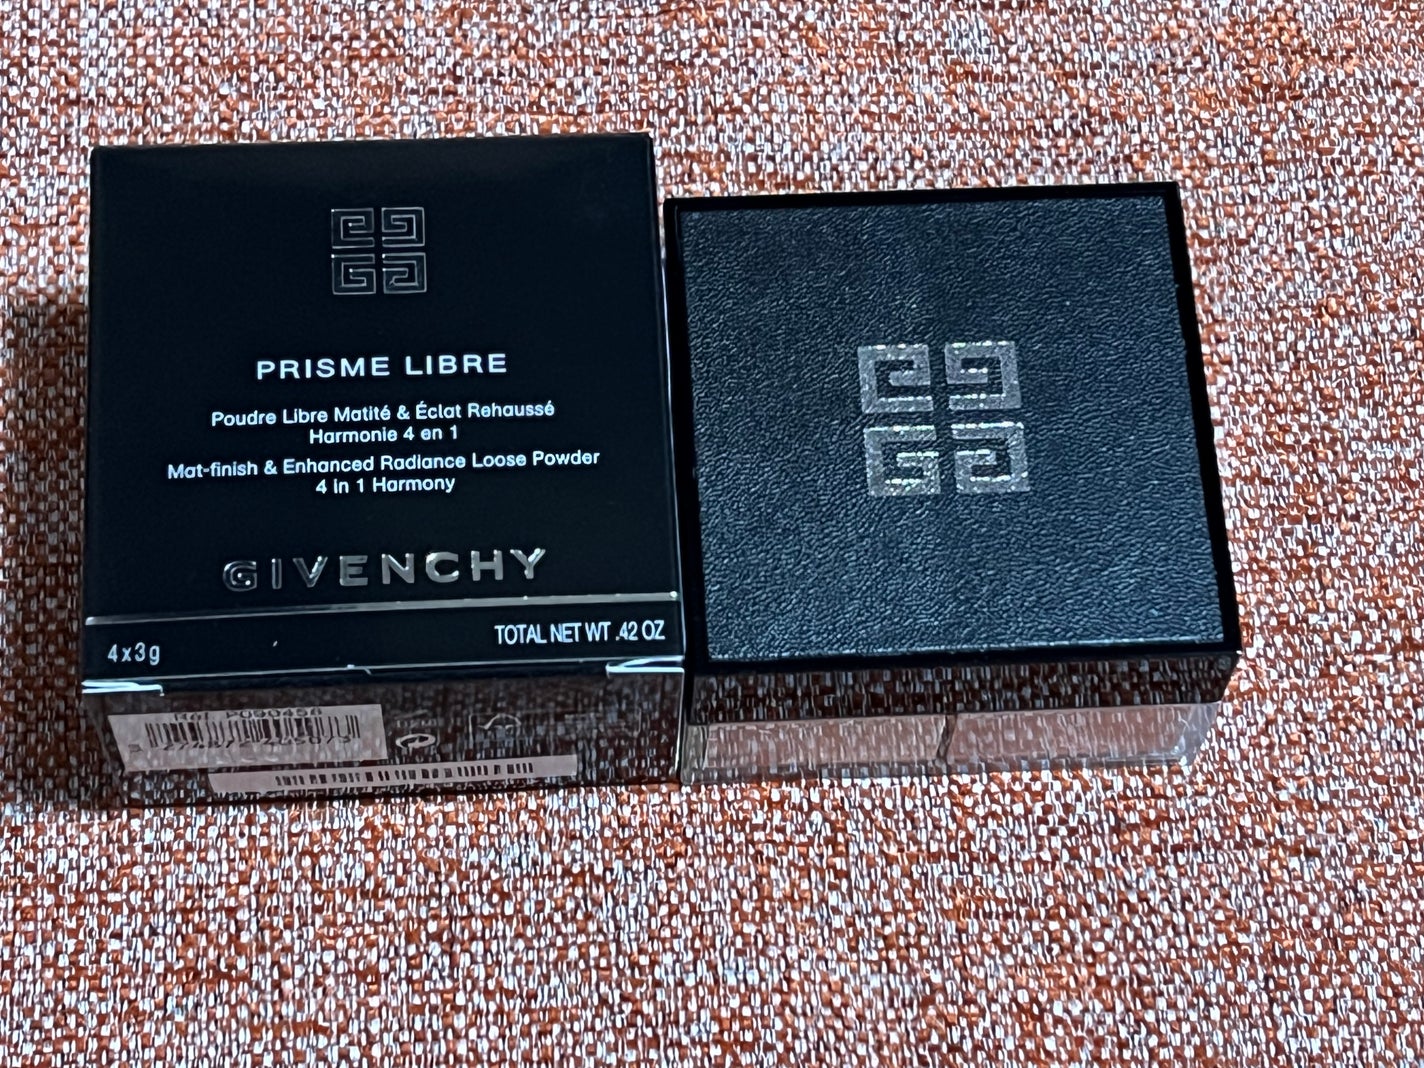 PRISME LIBRE
Poudre Libre Matité & Éclat Rehaussé
Harmonie 4 en 1
Mat-finish & Enhanced Radiance Loose Powder
4 in 1 Harmony
GIVENCHY
4x3g
TOTAL NET WT .42 OZ